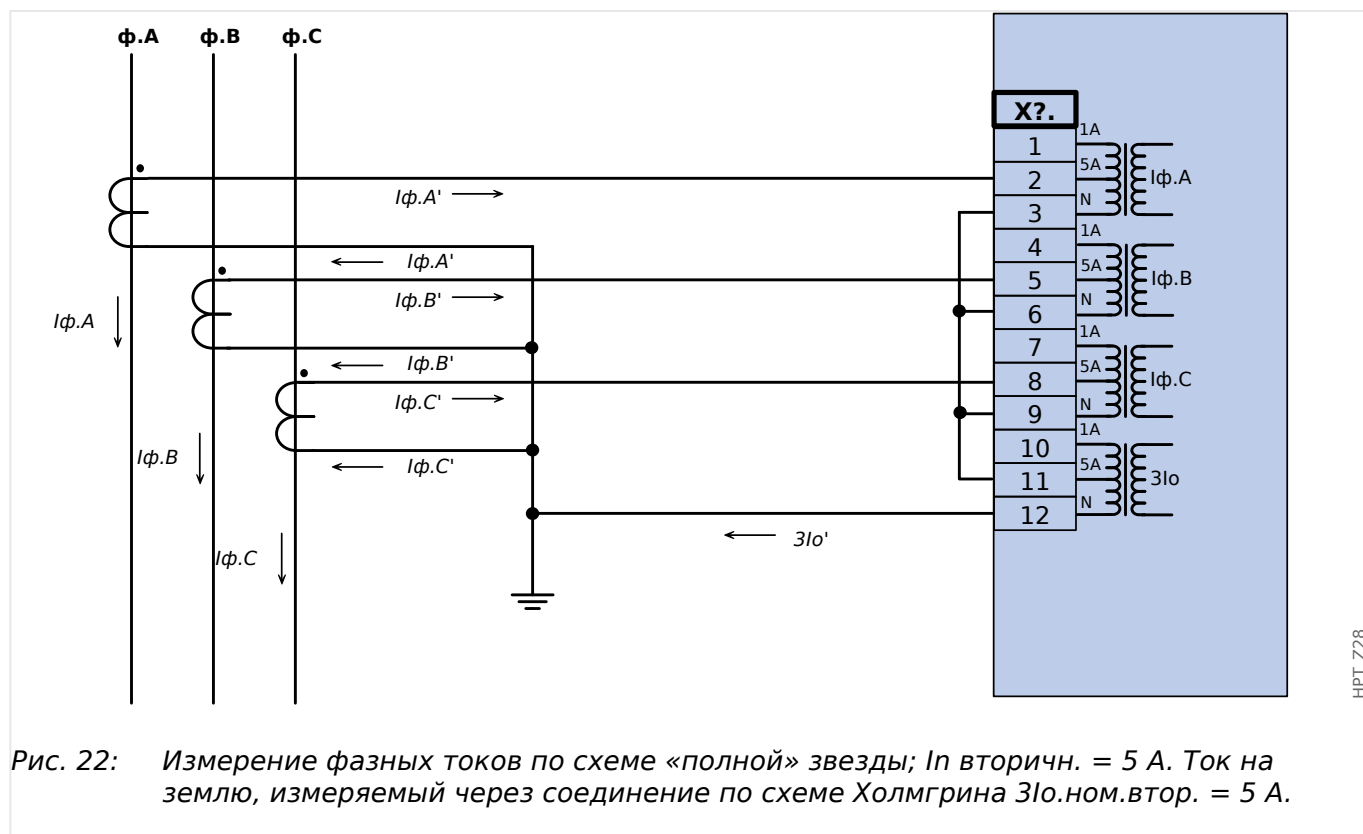 ф.A ф.B ф.C
X?.
1
2
3
4
5
6
7
8
9
10
11
12
1A
5A
N
Iф.A
1A
5A
N
Iф.B
1A
5A
N
Iф.C
1A
5A
N
3Io
Iф.A'
Iф.A'
Iф.B'
Iф.A
Iф.B'
Iф.C'
Iф.B
Iф.C'
3Io'
Iф.C
HPT_Z28
Рис. 22: Измерение фазных токов по схеме «полной» звезды; In вторичн. = 5 А. Ток на
землю, измеряемый через соединение по схеме Холмгрина 3Io.ном.втор. = 5 А.